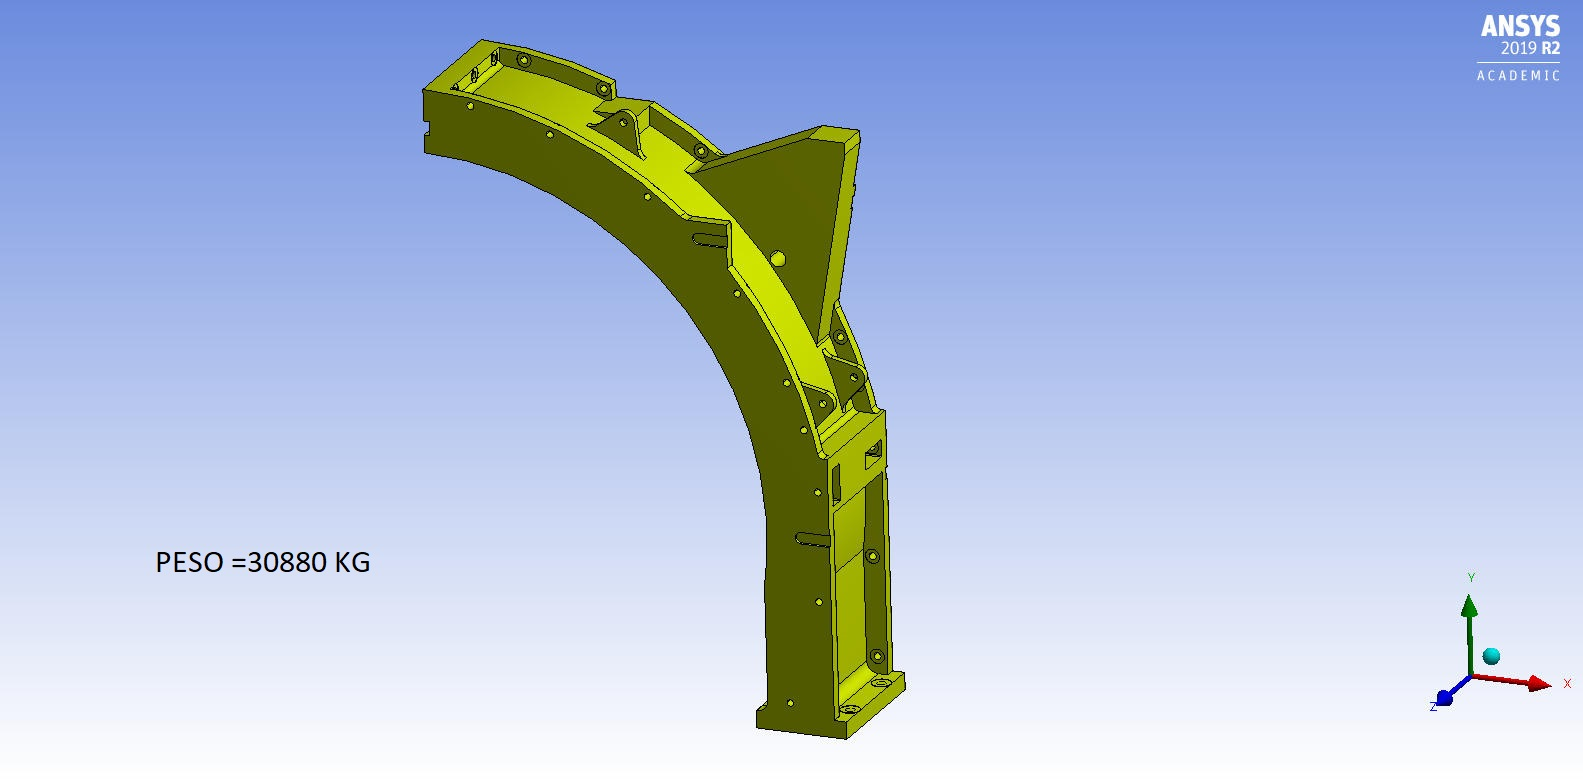 ANSYS
2019 R2
ACADEMIC
PESO =30880 KG
Y
X
Z